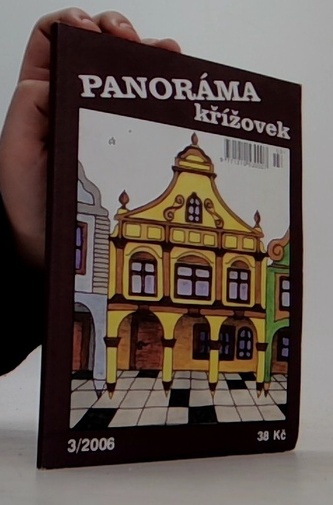 PANORÁMA
křížovek
3/2006
38 Kč